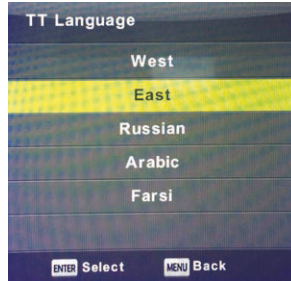 TT Language
West
East
Russian
Arabic
Farsi
ENTER Select MENU Back